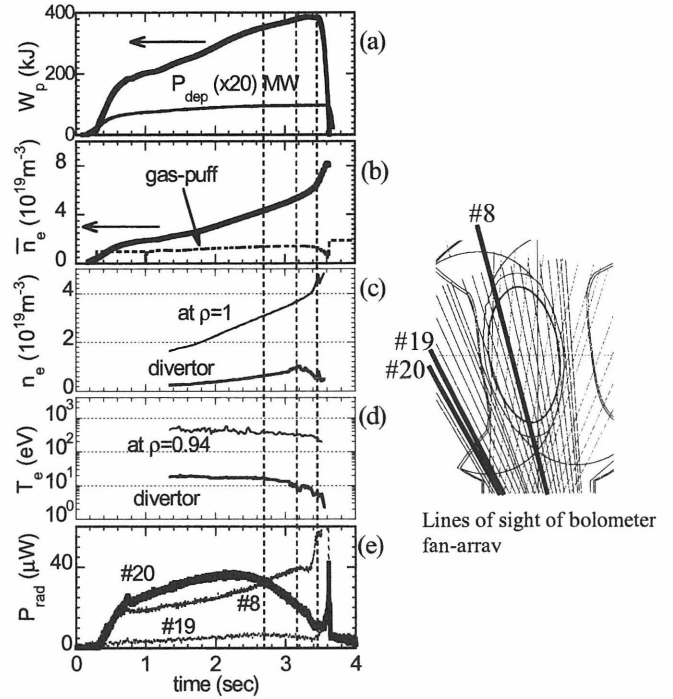 400
200
0
W_p (kJ)
P_dep (x20) MW
(a)
8
4
0
n̅_e (10^19 m^-3)
gas-puff
(b)
4
2
0
n_e (10^19 m^-3)
at ρ=1
divertor
(c)
10^3
10^2
10^1
10^0
T_e (eV)
at ρ=0.94
divertor
(d)
40
0
P_rad (μW)
#20
#8
#19
(e)
0 1 2 3 4
time (sec)
#8
#19
#20
Lines of sight of bolometer
fan-arrav